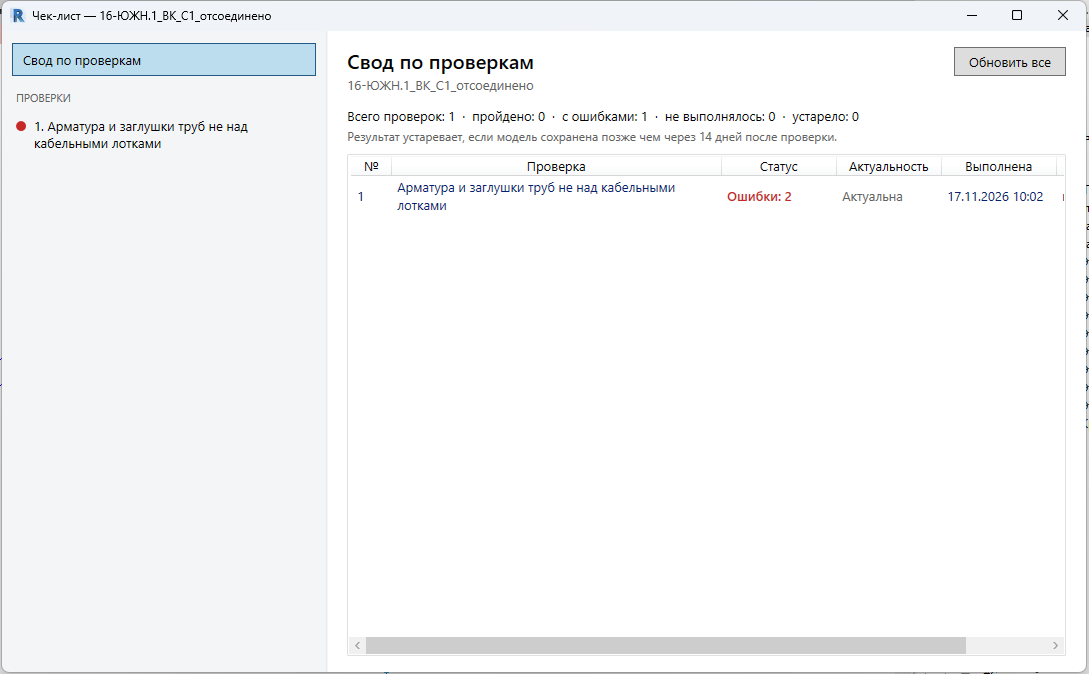 Чек-лист — 16-ЮЖН.1_ВК_С1_отсоединено
Свод по проверкам
ПРОВЕРКИ
1. Арматура и заглушки труб не над
кабельными лотками
Свод по проверкам
Обновить все
16-ЮЖН.1_ВК_С1_отсоединено
Всего проверок: 1 · пройдено: 0 · с ошибками: 1 · не выполнялось: 0 · устарело: 0
Результат устаревает, если модель сохранена позже чем через 14 дней после проверки.
№ Проверка Статус Актуальность Выполнена
1 Арматура и заглушки труб не над кабельными
лотками Ошибки: 2 Актуальна 17.11.2026 10:02